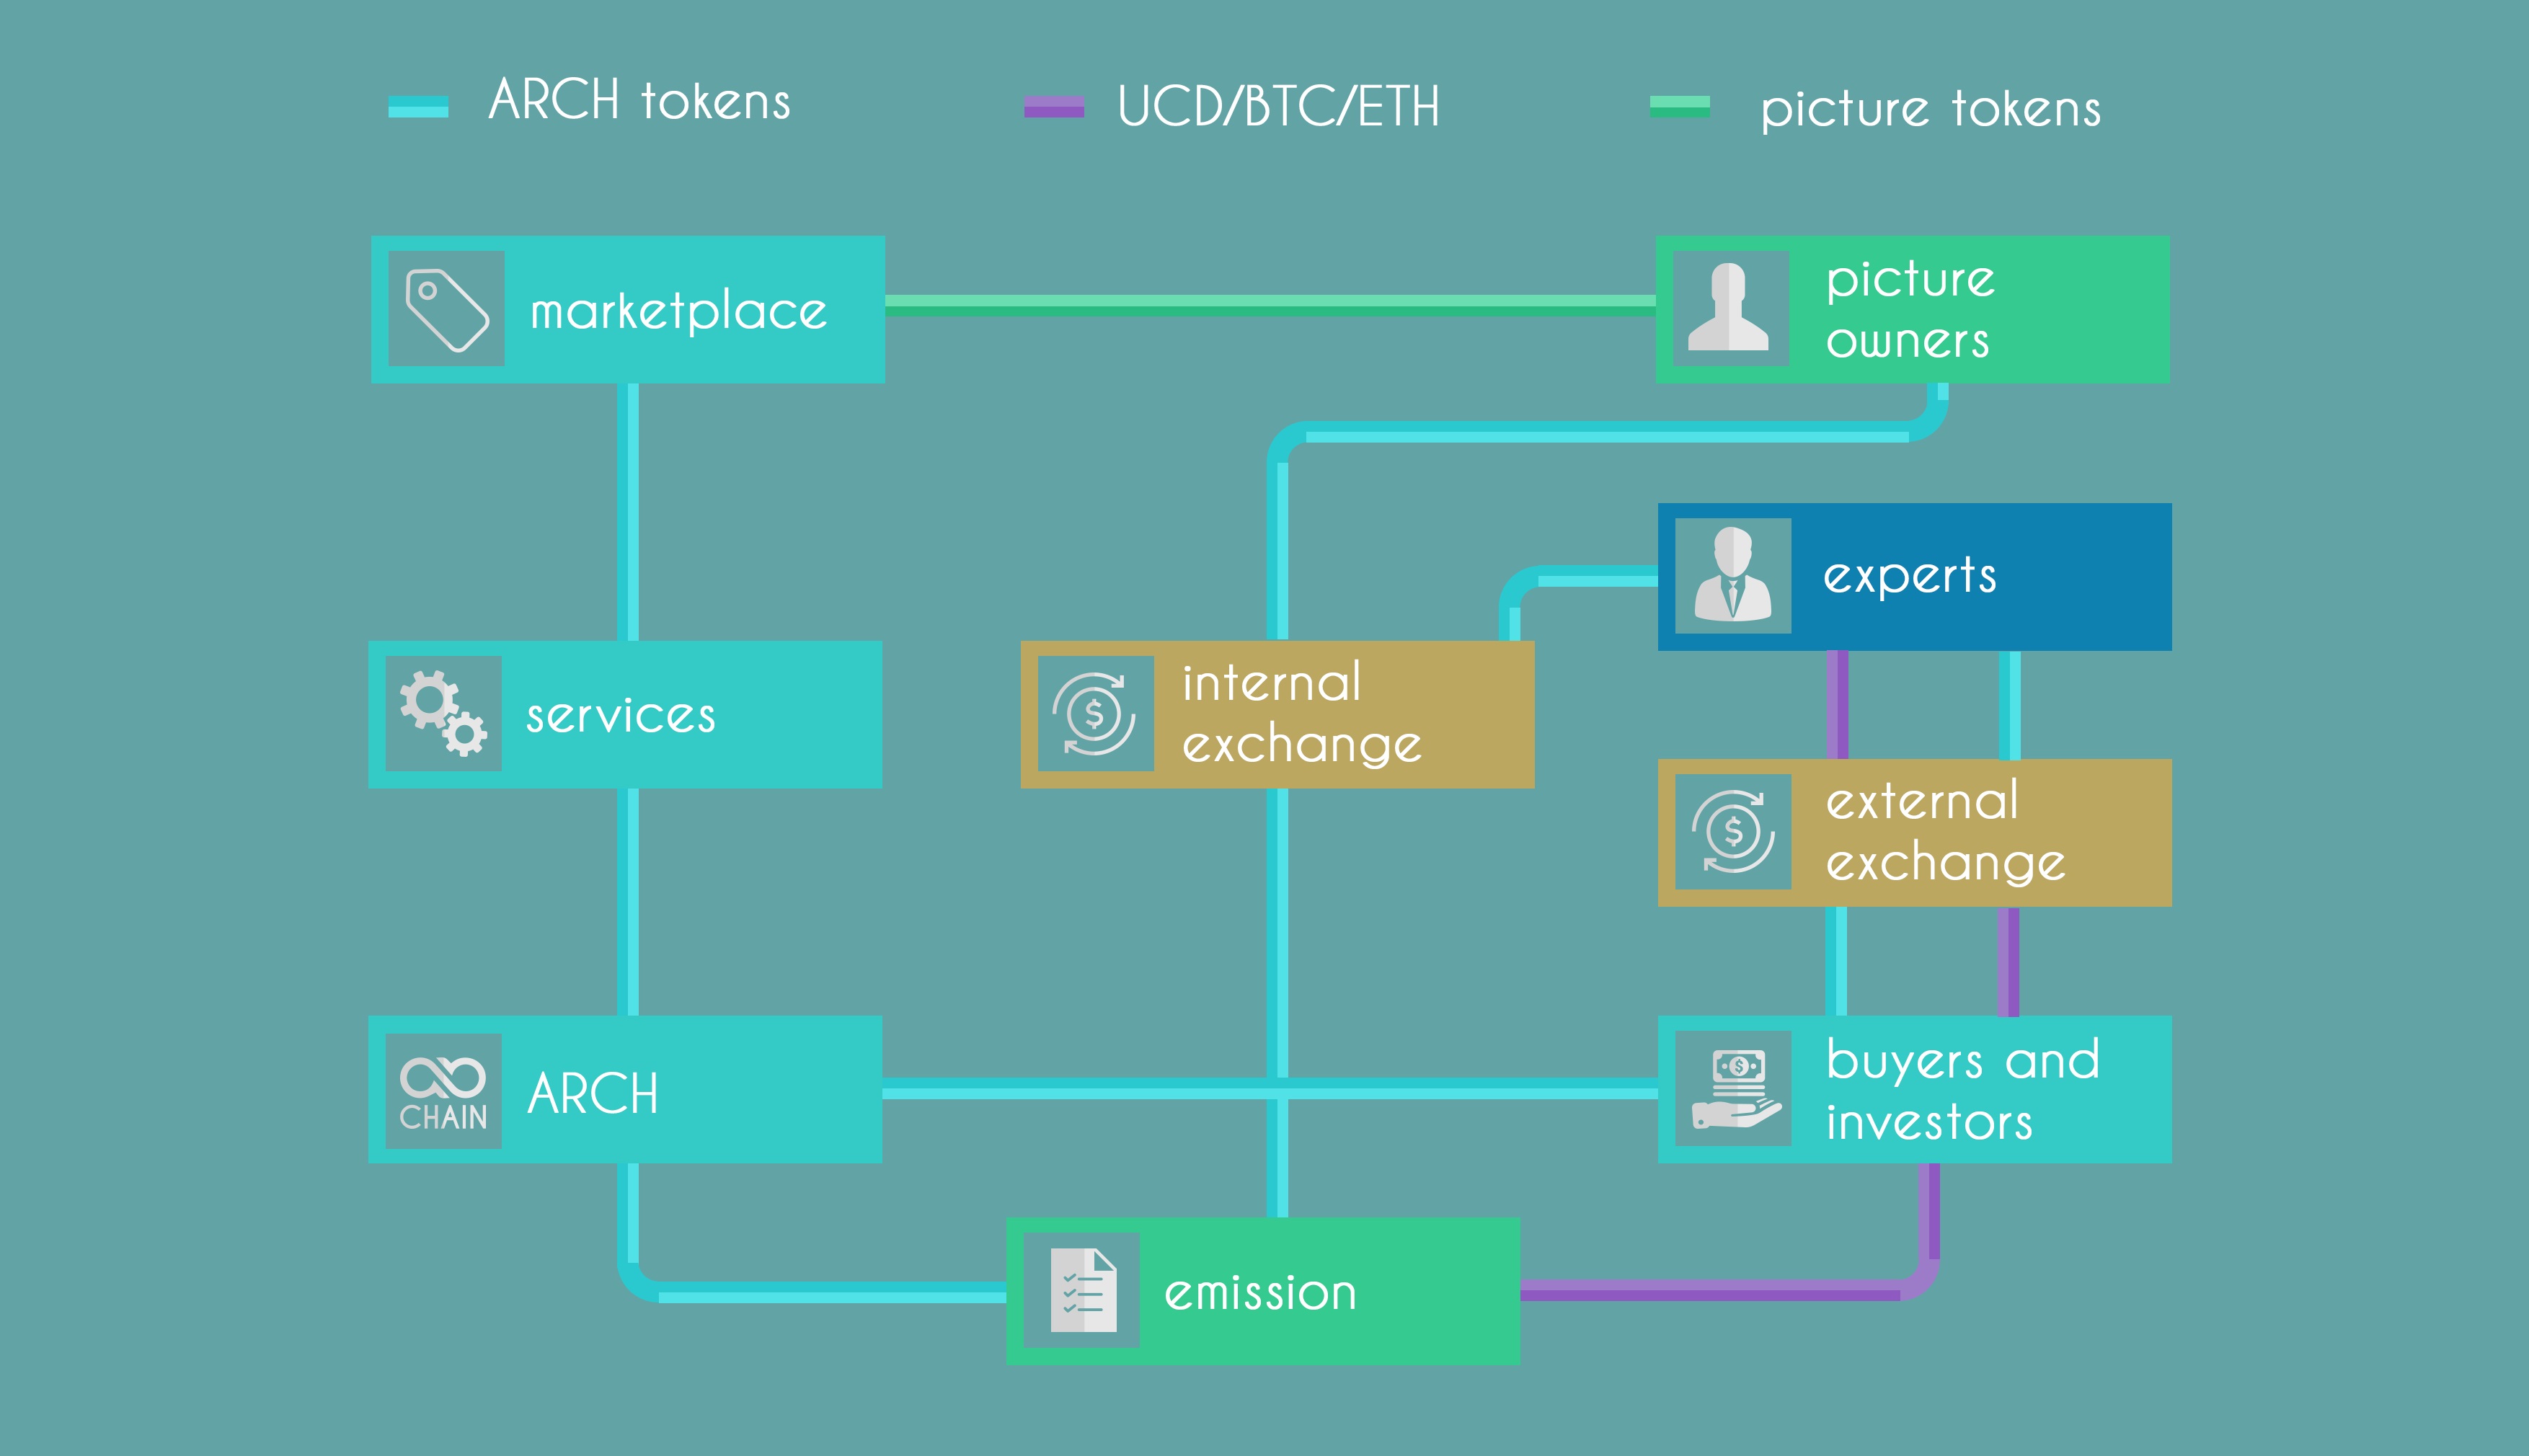 ARCH tokens
UCD/BTC/ETH
picture tokens
marketplace
picture
owners
experts
services
internal
exchange
external
exchange
CHAIN
ARCH
buyers and
investors
emission